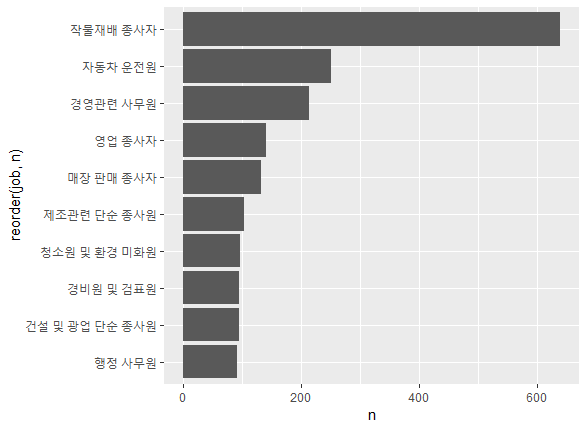 작물재배 종사자
자동차 운전원
경영관련 사무원
영업 종사자
매장 판매 종사자
제조관련 단순 종사원
청소원 및 환경 미화원
경비원 및 검표원
건설 및 광업 단순 종사원
행정 사무원
reorder(job, n)
0 200 400 600
n